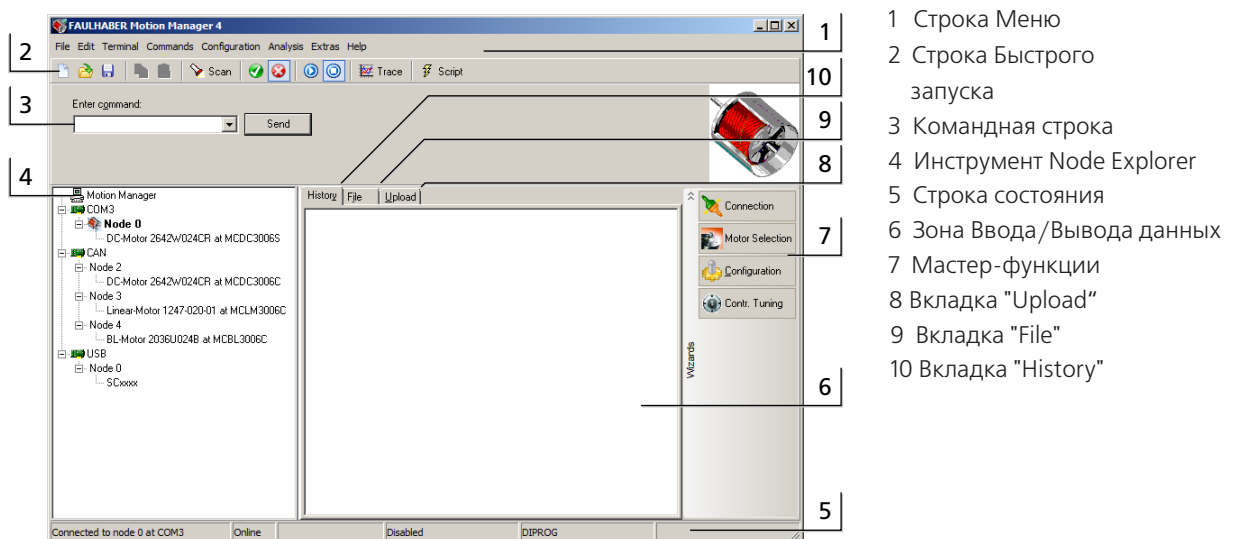 FAULHABER Motion Manager 4
File Edit Terminal Commands Configuration Analysis Extras Help
Scan Trace Script
Enter command:
Send
Motion Manager
COM3
Node 0
DC-Motor 2642W024CR at MCDC3006S
CAN
Node 2
DC-Motor 2642W024CR at MCDC3006C
Node 3
Linear-Motor 1247-020-01 at MCLM3006C
Node 4
BL-Motor 2036U024B at MCBL3006C
USB
Node 0
SCxxxx
History File Upload
Connection
Motor Selection
Configuration
Contr. Tuning
Wizards
Connected to node 0 at COM3 Online Disabled DIPROG
2
3
4
1
10
9
8
7
6
5
1 Строка Меню
2 Строка Быстрого
запуска
3 Командная строка
4 Инструмент Node Explorer
5 Строка состояния
6 Зона Ввода/Вывода данных
7 Мастер-функции
8 Вкладка "Upload“
9 Вкладка "File"
10 Вкладка "History"